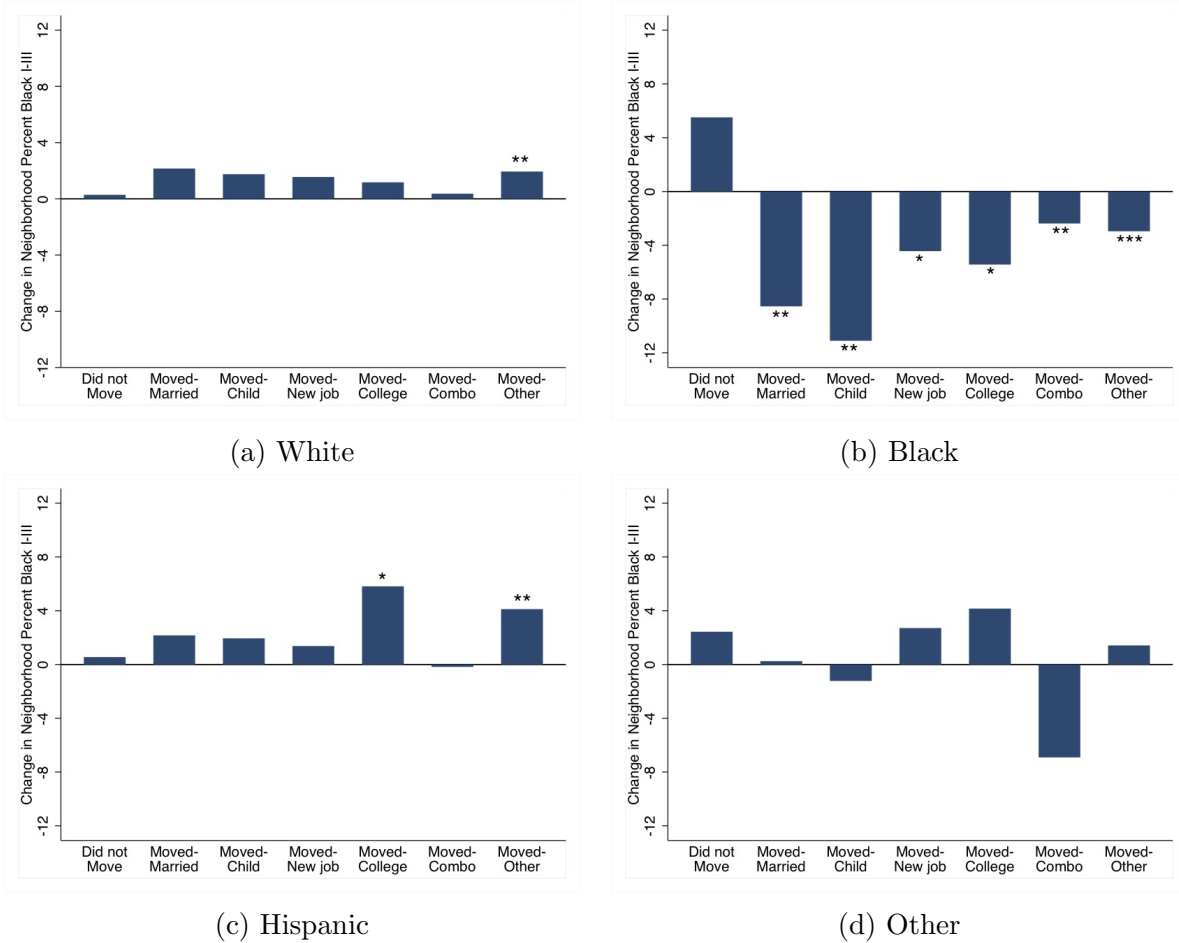 Change in Neighborhood Percent Black I-III
12
8
4
0
-4
-8
-12
**
Did not Move
Moved-Married
Moved-Child
Moved-New job
Moved-College
Moved-Combo
Moved-Other
(a) White
Change in Neighborhood Percent Black I-III
12
8
4
0
-4
-8
-12
**
**
*
*
**
***
Did not Move
Moved-Married
Moved-Child
Moved-New job
Moved-College
Moved-Combo
Moved-Other
(b) Black
Change in Neighborhood Percent Black I-III
12
8
4
0
-4
-8
-12
*
**
Did not Move
Moved-Married
Moved-Child
Moved-New job
Moved-College
Moved-Combo
Moved-Other
(c) Hispanic
Change in Neighborhood Percent Black I-III
12
8
4
0
-4
-8
-12
Did not Move
Moved-Married
Moved-Child
Moved-New job
Moved-College
Moved-Combo
Moved-Other
(d) Other